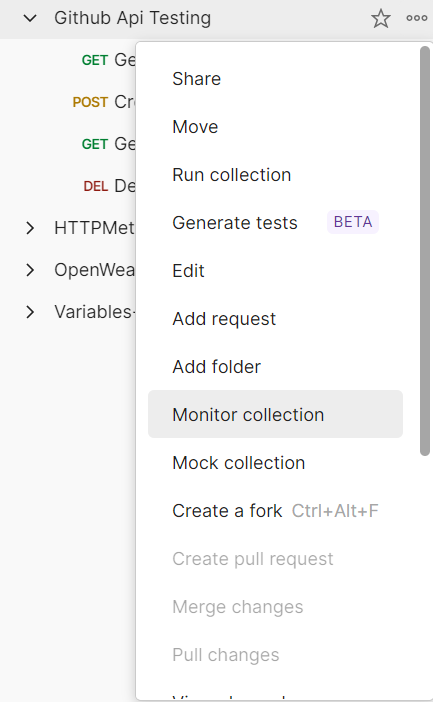 Github Api Testing
GET Ge
POST Cr
GET Ge
DEL De
HTTPMet
OpenWea
Variables-
Share
Move
Run collection
Generate tests BETA
Edit
Add request
Add folder
Monitor collection
Mock collection
Create a fork Ctrl+Alt+F
Create pull request
Merge changes
Pull changes